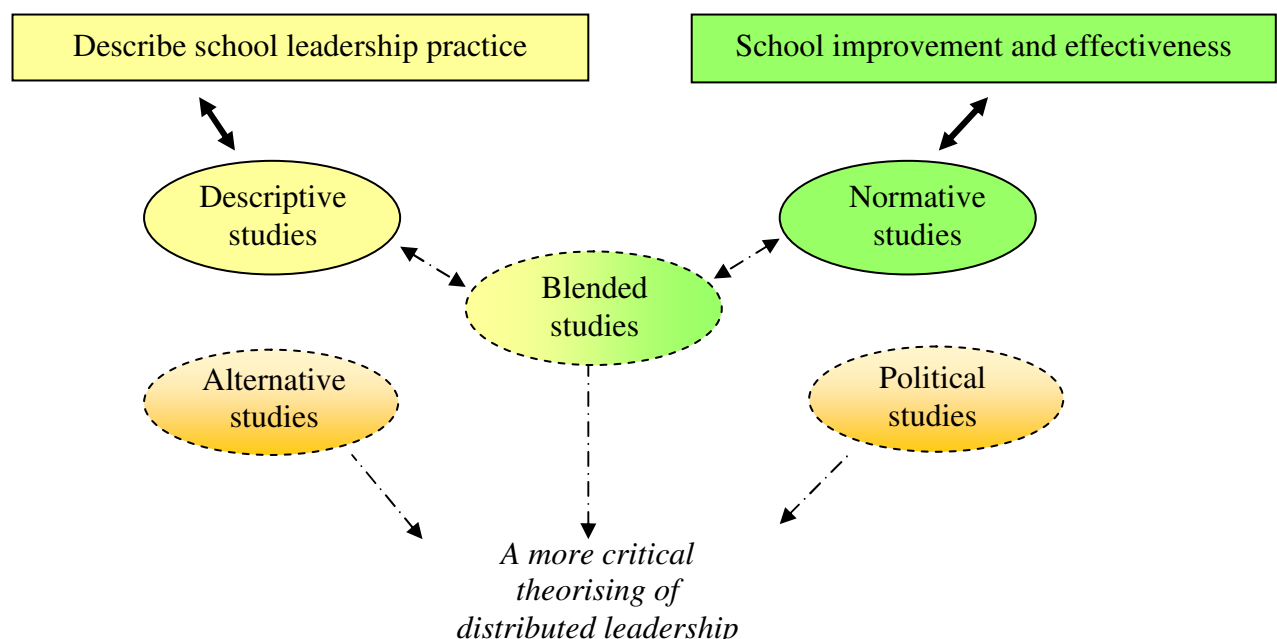 Describe school leadership practice
School improvement and effectiveness
Descriptive
studies
Normative
studies
Blended
studies
Alternative
studies
Political
studies
A more critical
theorising of
distributed leadership